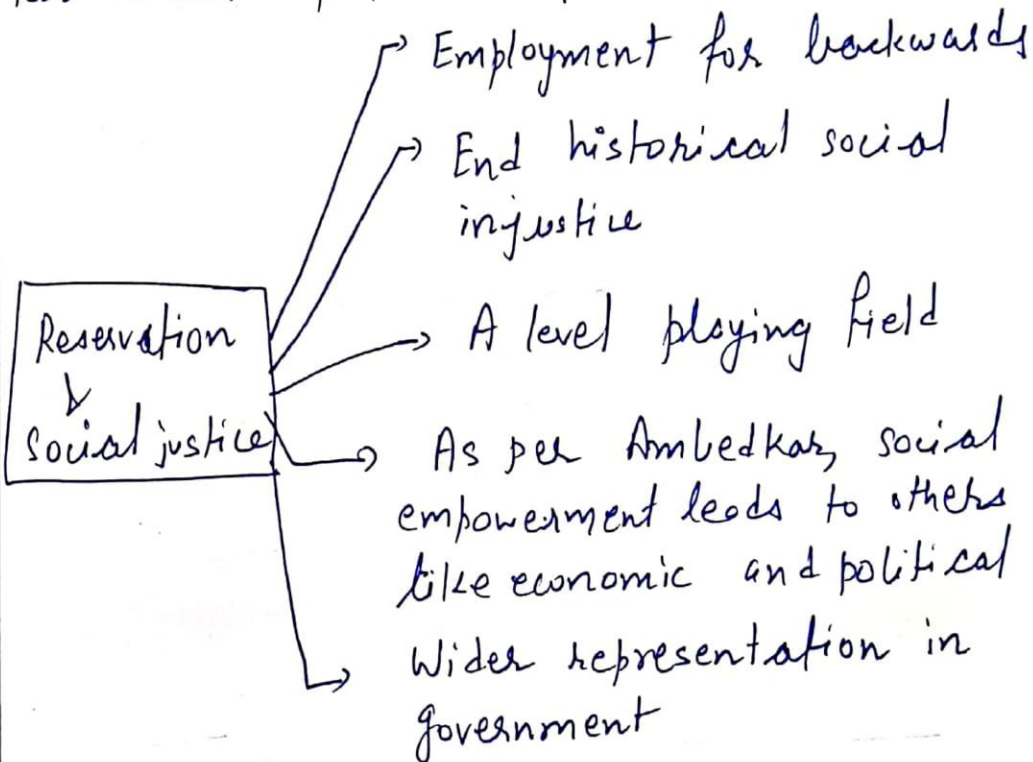 Employment for backwards
End historical social
injustice
Reservation
Social justice
A level playing field
As per Ambedkar, social
empowerment leads to others
like economic and political
Wider representation in
government